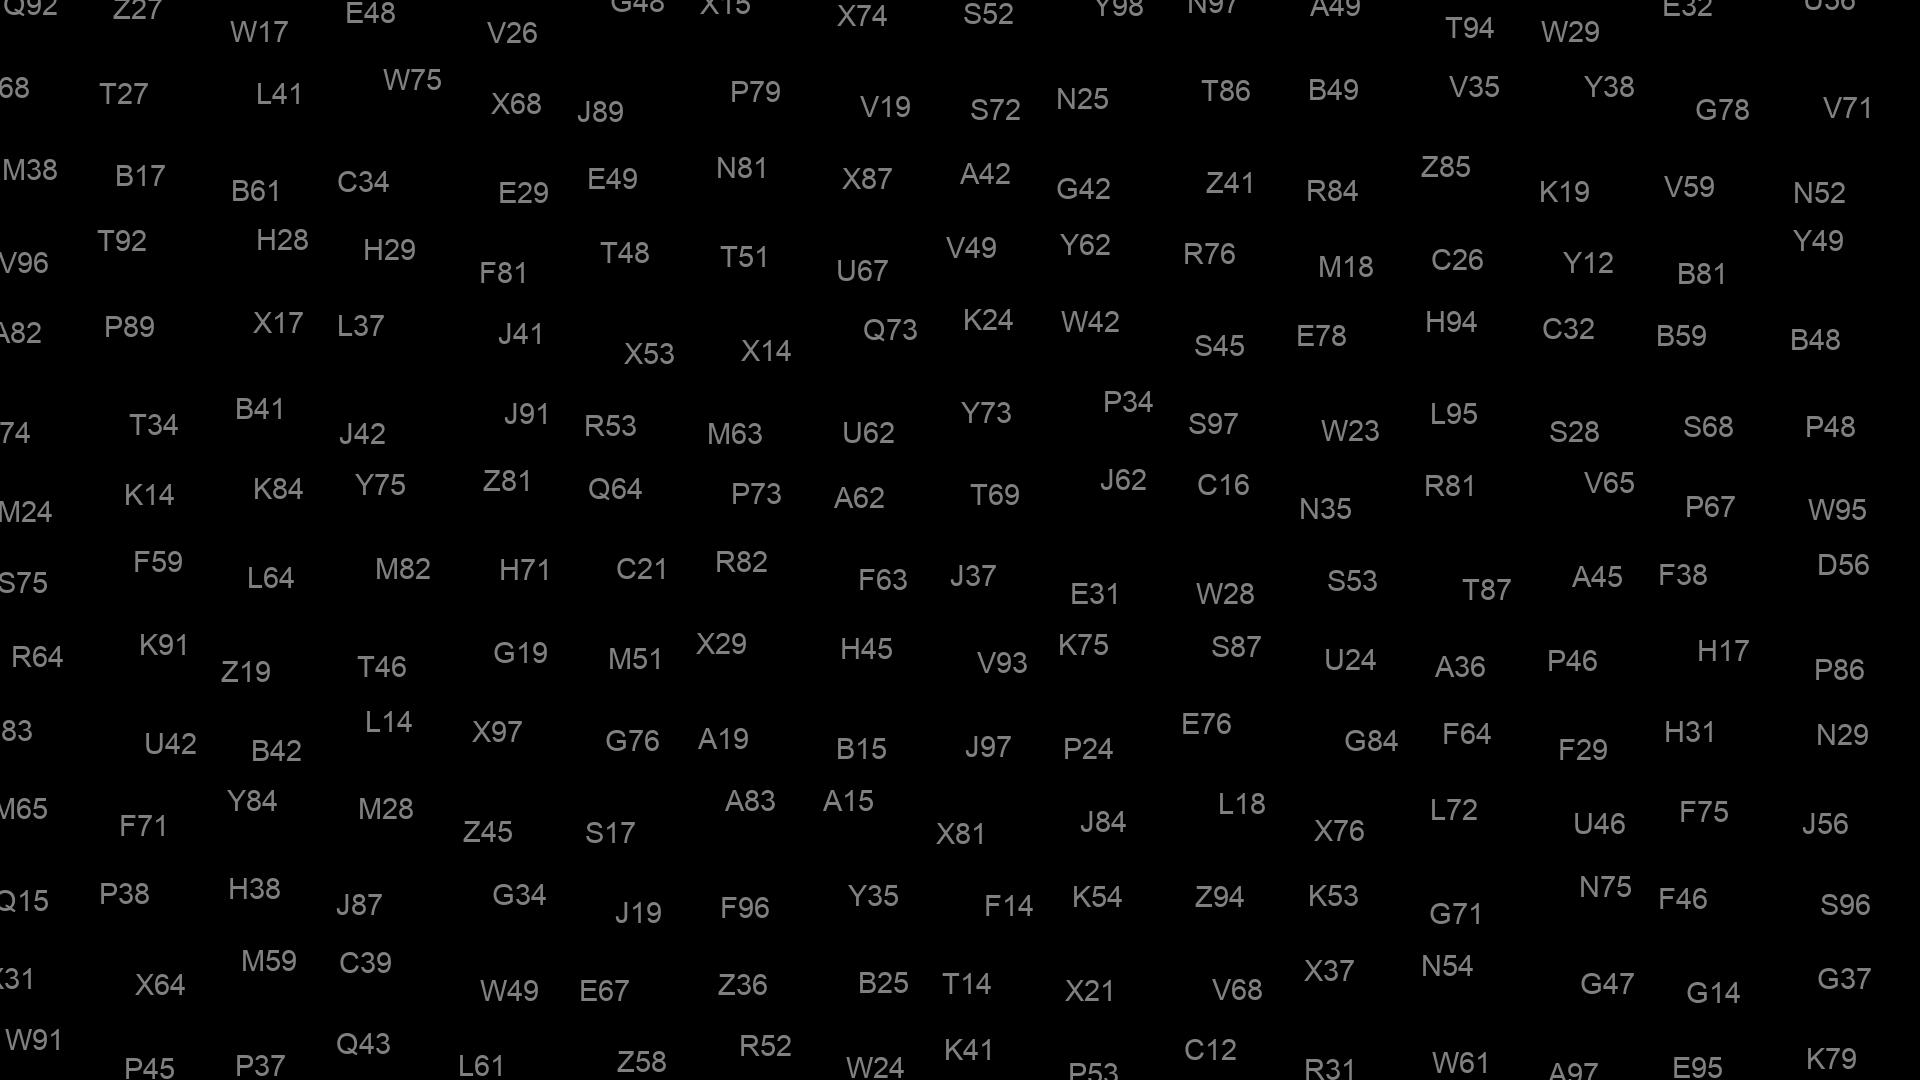 Q92 Z27 W17 E48 V26 G48 X15 X74 S52 Y98 N97 A49 T94 W29 E32 U56
68 T27 L41 W75 X68 J89 P79 V19 S72 N25 T86 B49 V35 Y38 G78 V71
M38 B17 B61 C34 E29 E49 N81 X87 A42 G42 Z41 R84 Z85 K19 V59 N52
V96 T92 H28 H29 F81 T48 T51 U67 V49 Y62 R76 M18 C26 Y12 B81 Y49
A82 P89 X17 L37 J41 X53 X14 Q73 K24 W42 S45 E78 H94 C32 B59 B48
74 T34 B41 J42 J91 R53 M63 U62 Y73 P34 S97 W23 L95 S28 S68 P48
M24 K14 K84 Y75 Z81 Q64 P73 A62 T69 J62 C16 N35 R81 V65 P67 W95
S75 F59 L64 M82 H71 C21 R82 F63 J37 E31 W28 S53 T87 A45 F38 D56
R64 K91 Z19 T46 G19 M51 X29 H45 V93 K75 S87 U24 A36 P46 H17 P86
83 U42 B42 L14 X97 G76 A19 B15 J97 P24 E76 G84 F64 F29 H31 N29
M65 F71 Y84 M28 Z45 S17 A83 A15 X81 J84 L18 X76 L72 U46 F75 J56
Q15 P38 H38 J87 G34 J19 F96 Y35 F14 K54 Z94 K53 G71 N75 F46 S96
31 X64 M59 C39 W49 E67 Z36 B25 T14 X21 V68 X37 N54 G47 G14 G37
W91 P45 P37 Q43 L61 Z58 R52 W24 K41 P53 C12 R31 W61 A97 E95 K79